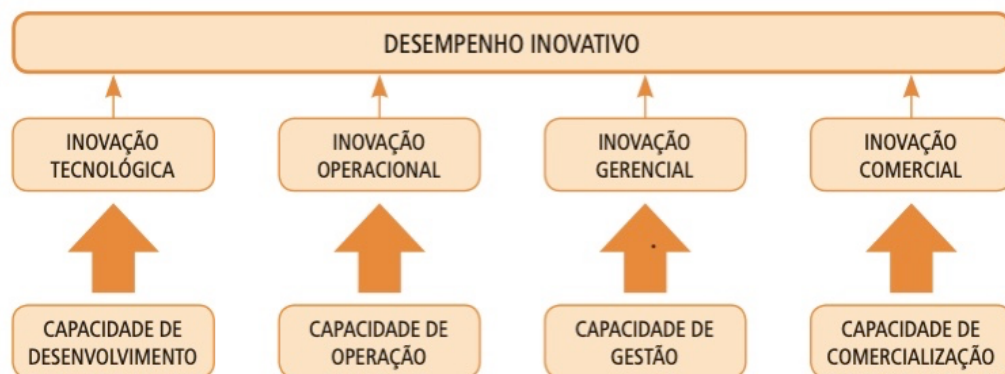 DESEMPENHO INOVATIVO
INOVAÇÃO
TECNOLÓGICA
INOVAÇÃO
OPERACIONAL
INOVAÇÃO
GERENCIAL
INOVAÇÃO
COMERCIAL
CAPACIDADE DE
DESENVOLVIMENTO
CAPACIDADE DE
OPERAÇÃO
CAPACIDADE DE
GESTÃO
CAPACIDADE DE
COMERCIALIZAÇÃO